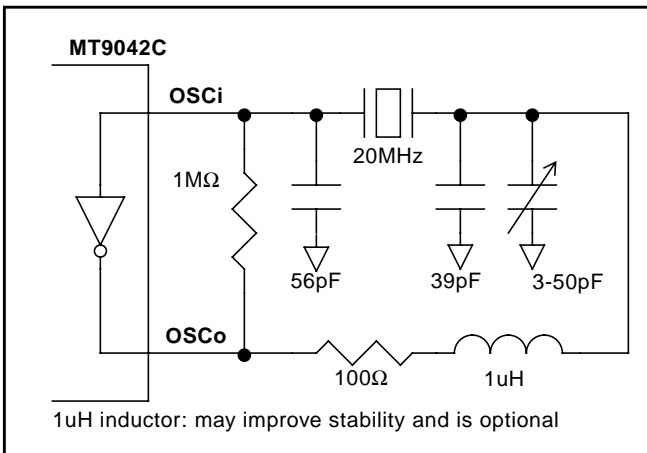 MT9042C
OSCi
20MHz
1MΩ
56pF
39pF
3-50pF
OSCo
100Ω
1uH
1uH inductor: may improve stability and is optional